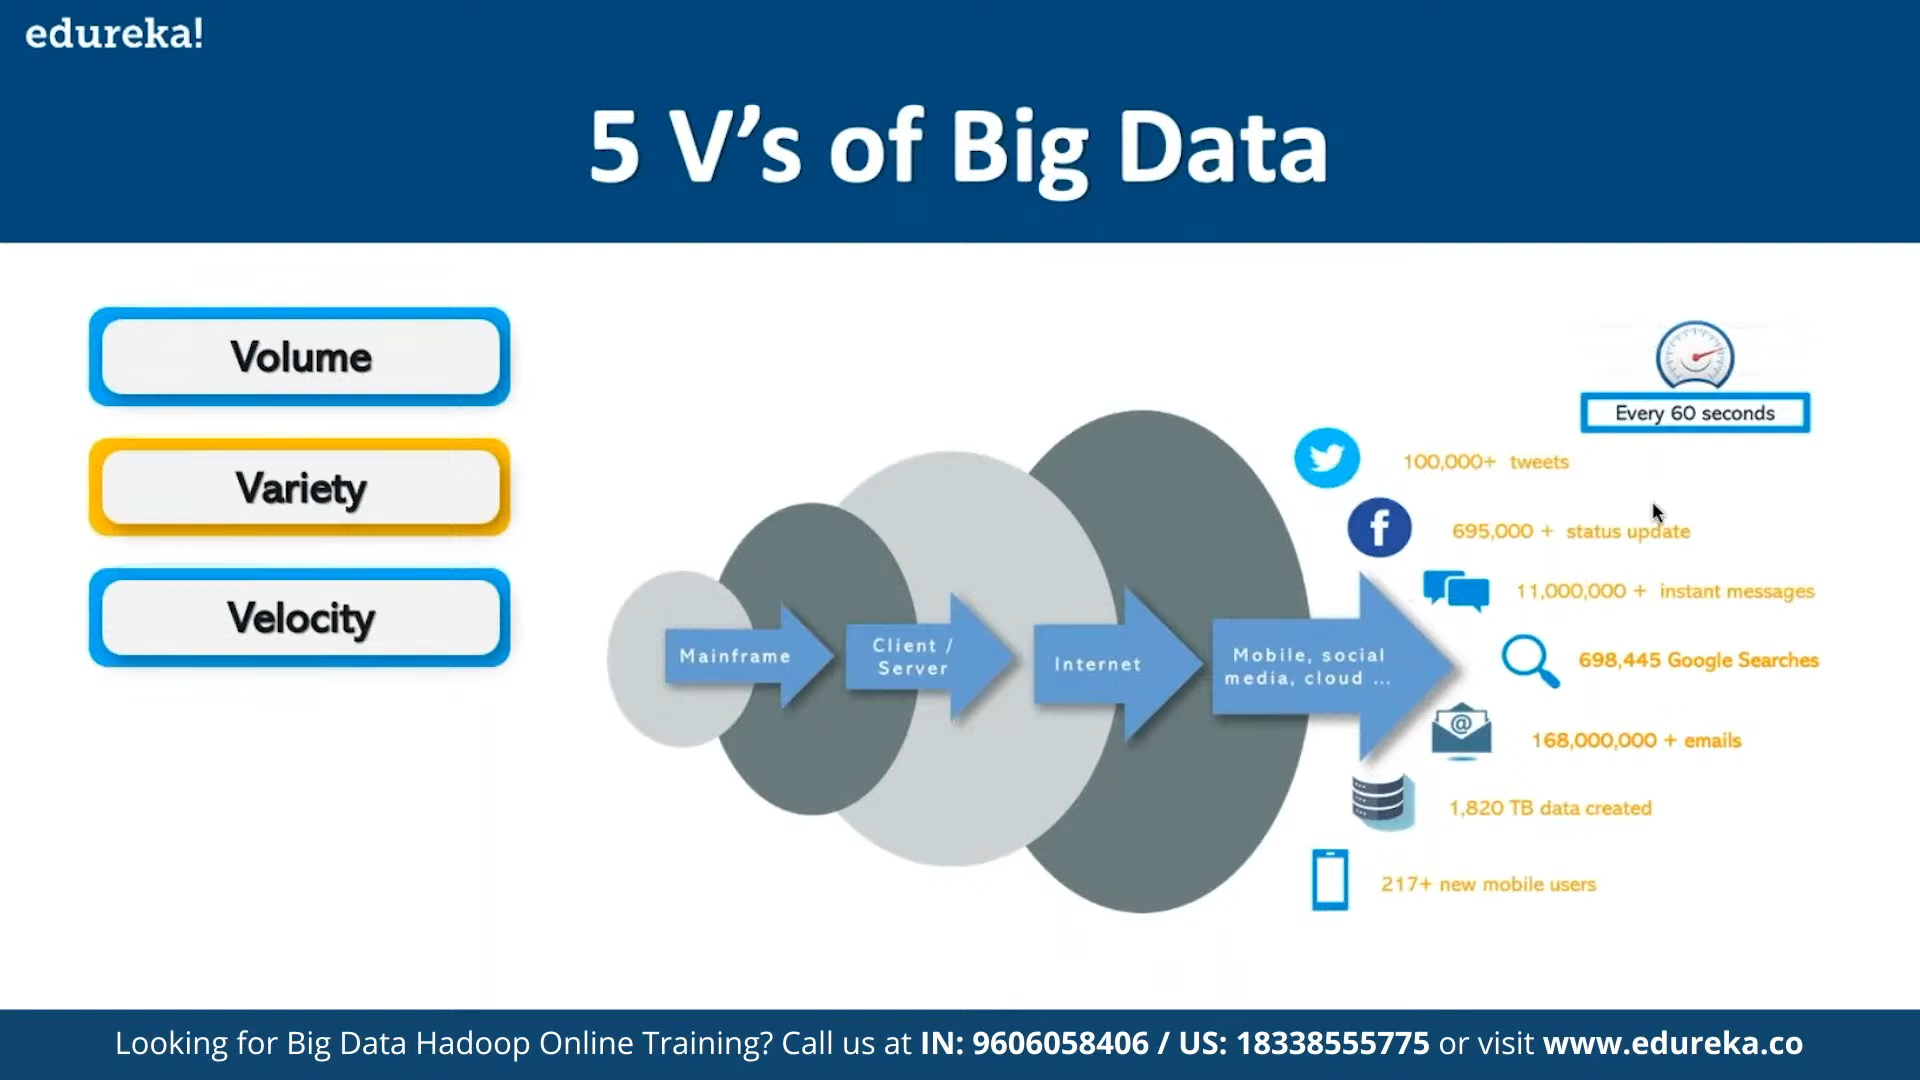 edureka!
5 V’s of Big Data
Volume
Variety
Velocity
Mainframe
Client /
Server
Internet
Mobile, social
media, cloud ...
Every 60 seconds
100,000+ tweets
695,000 + status update
11,000,000 + instant messages
698,445 Google Searches
@
168,000,000 + emails
1,820 TB data created
217+ new mobile users
Looking for Big Data Hadoop Online Training? Call us at IN: 9606058406 / US: 18338555775 or visit www.edureka.co